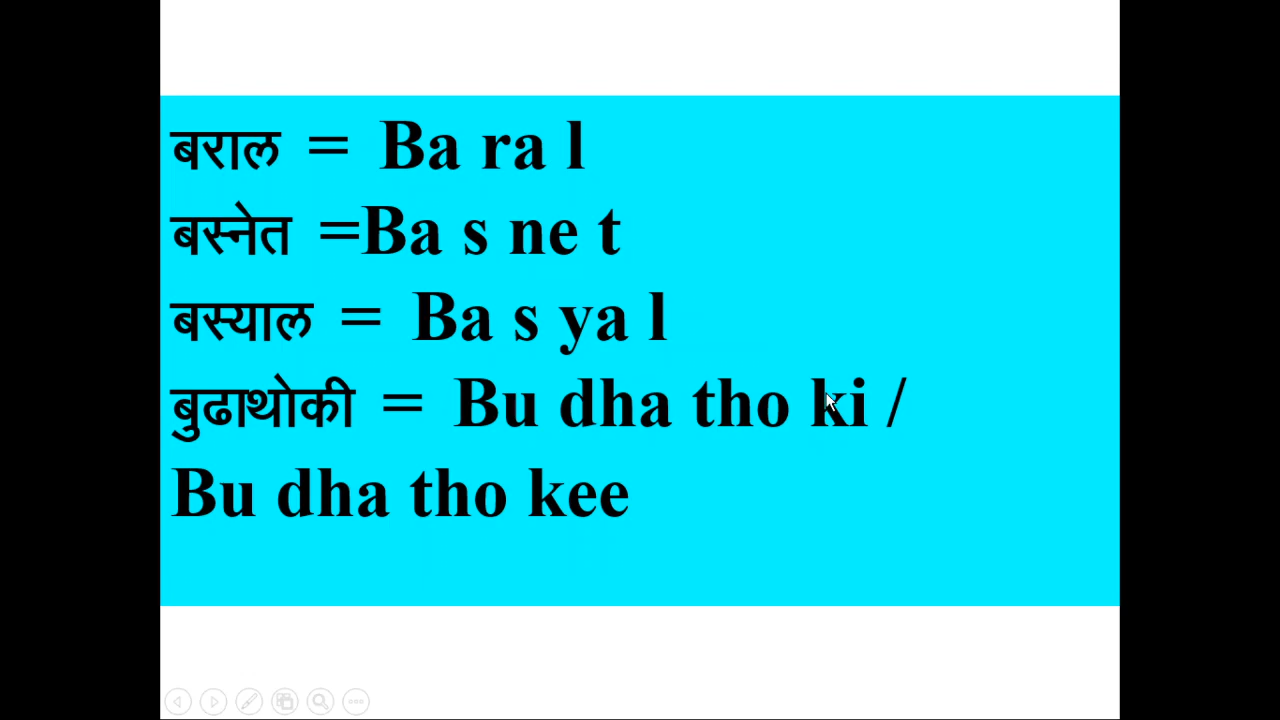 बराल = Ba ra l
बस्नेत =Ba s ne t
बस्याल = Ba s ya l
बुढाथोकी = Bu dha tho ki /
Bu dha tho kee